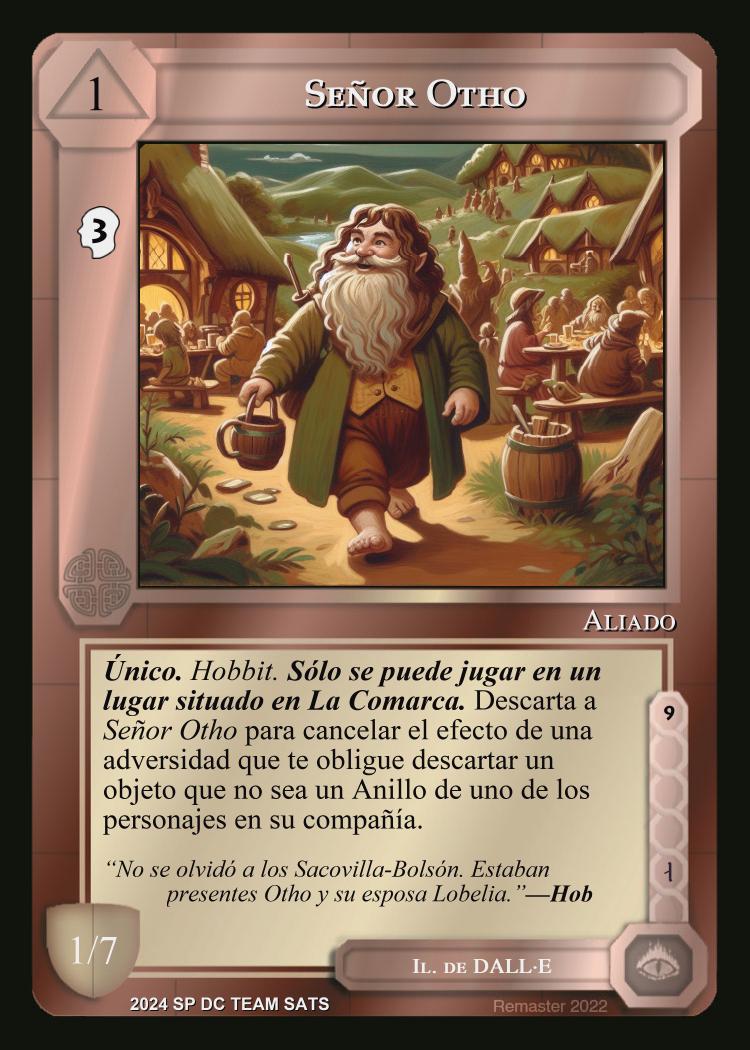 1
Señor Otho
3
Aliado
Único. Hobbit. Sólo se puede jugar en un
lugar situado en La Comarca. Descarta a
Señor Otho para cancelar el efecto de una
adversidad que te obligue descartar un
objeto que no sea un Anillo de uno de los
personajes en su compañía.
9
“No se olvidó a los Sacovilla-Bolsón. Estaban
presentes Otho y su esposa Lobelia.”—Hob
1/7
Il. de DALL·E
2024 SP DC TEAM SATS
Remaster 2022